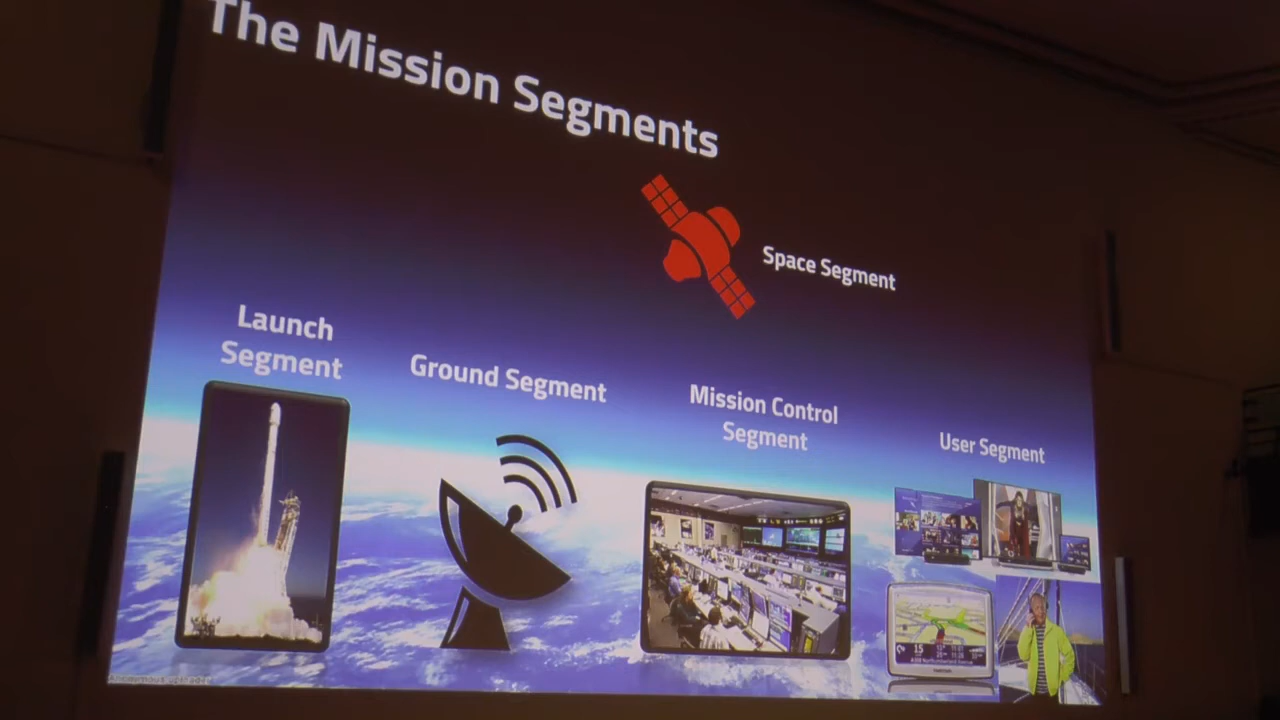 The Mission Segments
Space Segment
Launch
Segment
Ground Segment
Mission Control
Segment
User Segment